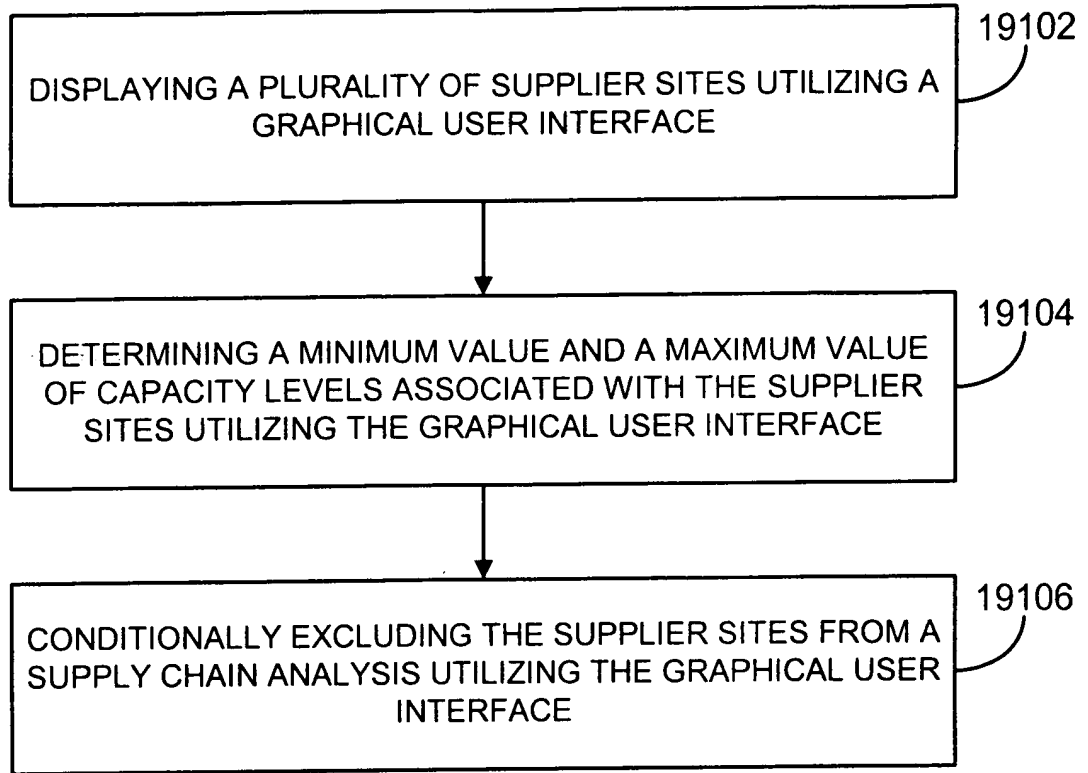 19102
DISPLAYING A PLURALITY OF SUPPLIER SITES UTILIZING A
GRAPHICAL USER INTERFACE
19104
DETERMINING A MINIMUM VALUE AND A MAXIMUM VALUE
OF CAPACITY LEVELS ASSOCIATED WITH THE SUPPLIER
SITES UTILIZING THE GRAPHICAL USER INTERFACE
19106
CONDITIONALLY EXCLUDING THE SUPPLIER SITES FROM A
SUPPLY CHAIN ANALYSIS UTILIZING THE GRAPHICAL USER
INTERFACE